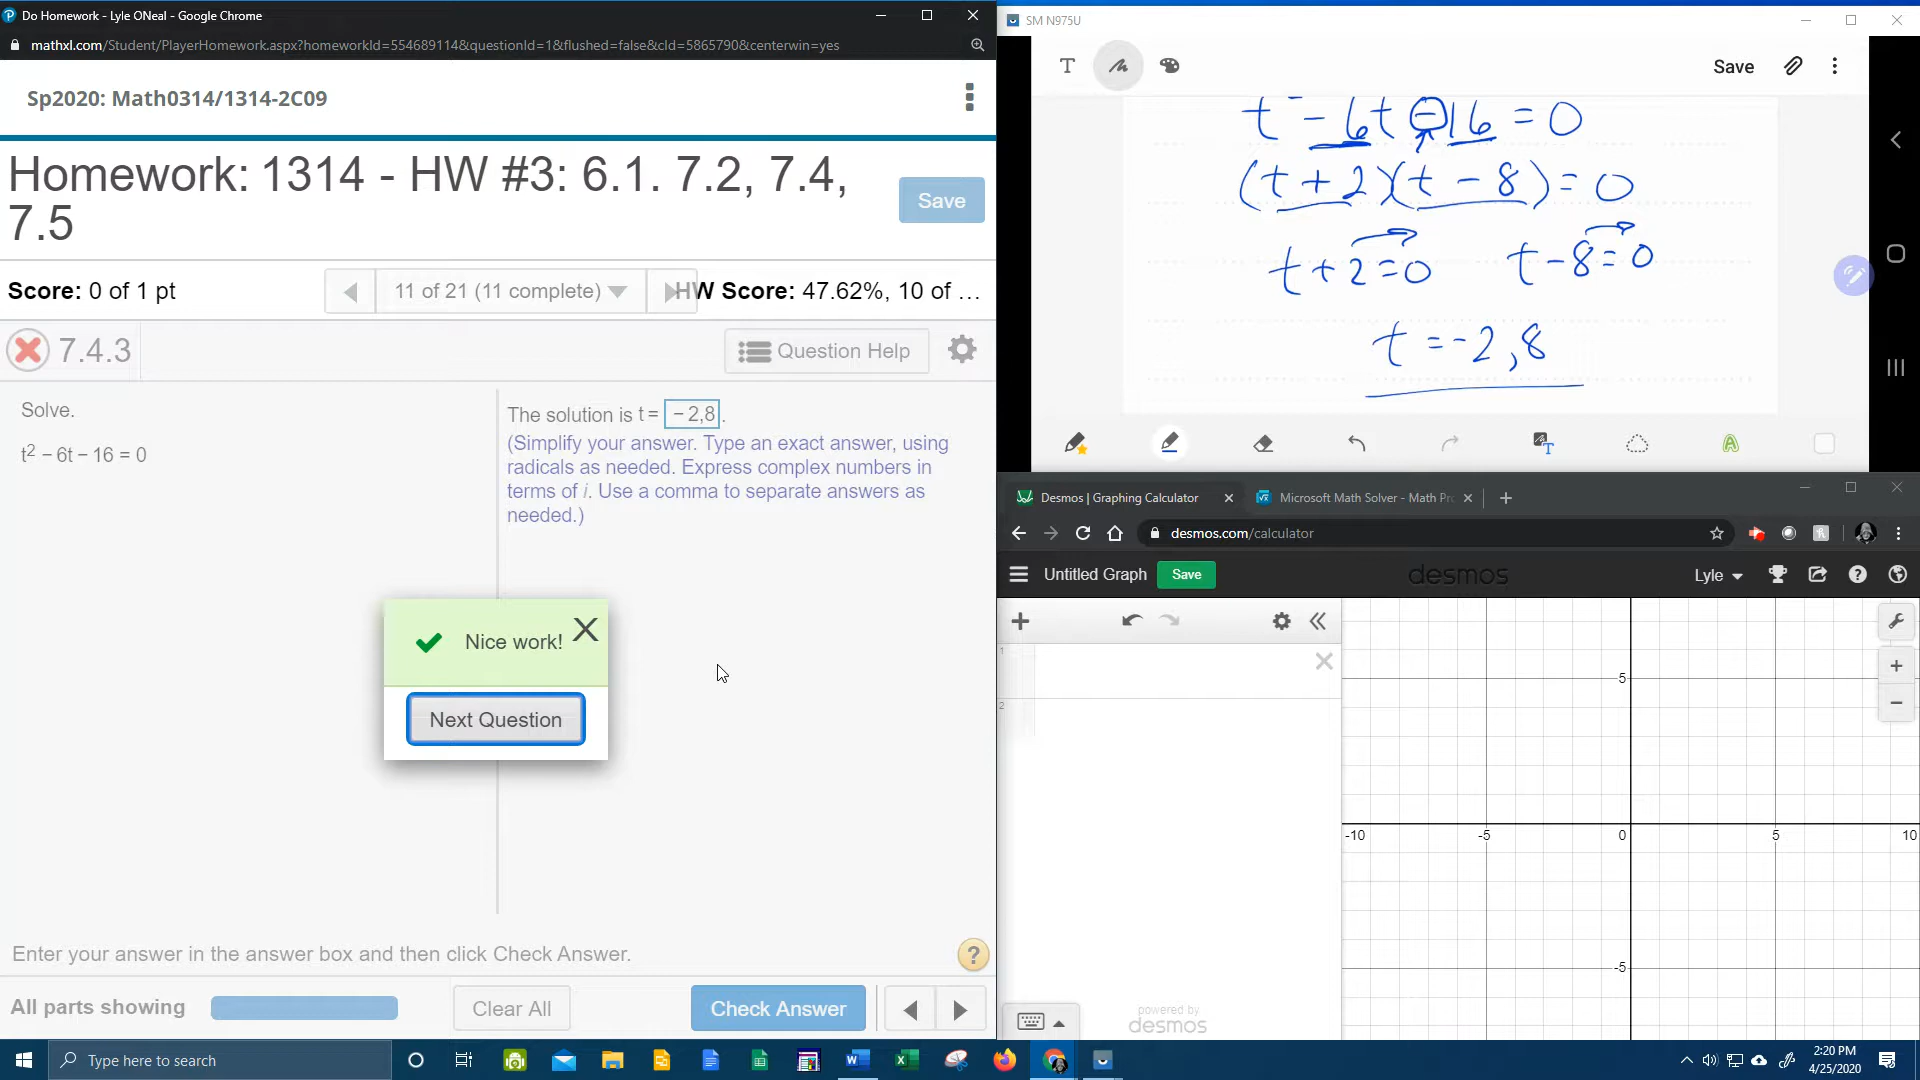 Do Homework - Lyle ONeal - Google Chrome
mathxl.com/Student/PlayerHomework.aspx?homeworkId=554689114&questionId=1&flushed=false&cId=5865790&centerwin=yes
Sp2020: Math0314/1314-2C09
Homework: 1314 - HW #3: 6.1. 7.2, 7.4,
7.5
Save
Score: 0 of 1 pt
11 of 21 (11 complete)
HW Score: 47.62%, 10 of …
7.4.3
Question Help
Solve.
t² − 6t − 16 = 0
The solution is t = − 2,8.
(Simplify your answer. Type an exact answer, using
radicals as needed. Express complex numbers in
terms of i. Use a comma to separate answers as
needed.)
Nice work!
Next Question
Enter your answer in the answer box and then click Check Answer.
?
All parts showing
Clear All
Check Answer
SM N975U
T
Save
t - 6t - 16 = 0
(t + 2)(t - 8) = 0
t + 2 = 0 t - 8 = 0
t = -2, 8
T
A
Desmos | Graphing Calculator
Microsoft Math Solver - Math Pr
desmos.com/calculator
Untitled Graph
Save
desmos
Lyle
1
2
5
-10
-5
0
5
10
-5
powered by
desmos
Type here to search
2:20 PM
4/25/2020